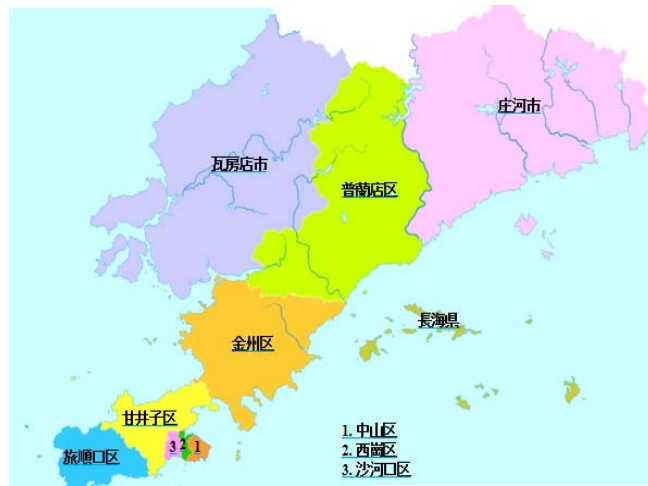 庄河市
瓦房店市
普蘭店区
長海県
金州区
甘井子区
旅順口区
3
2
1
1. 中山区
2. 西崗区
3. 沙河口区